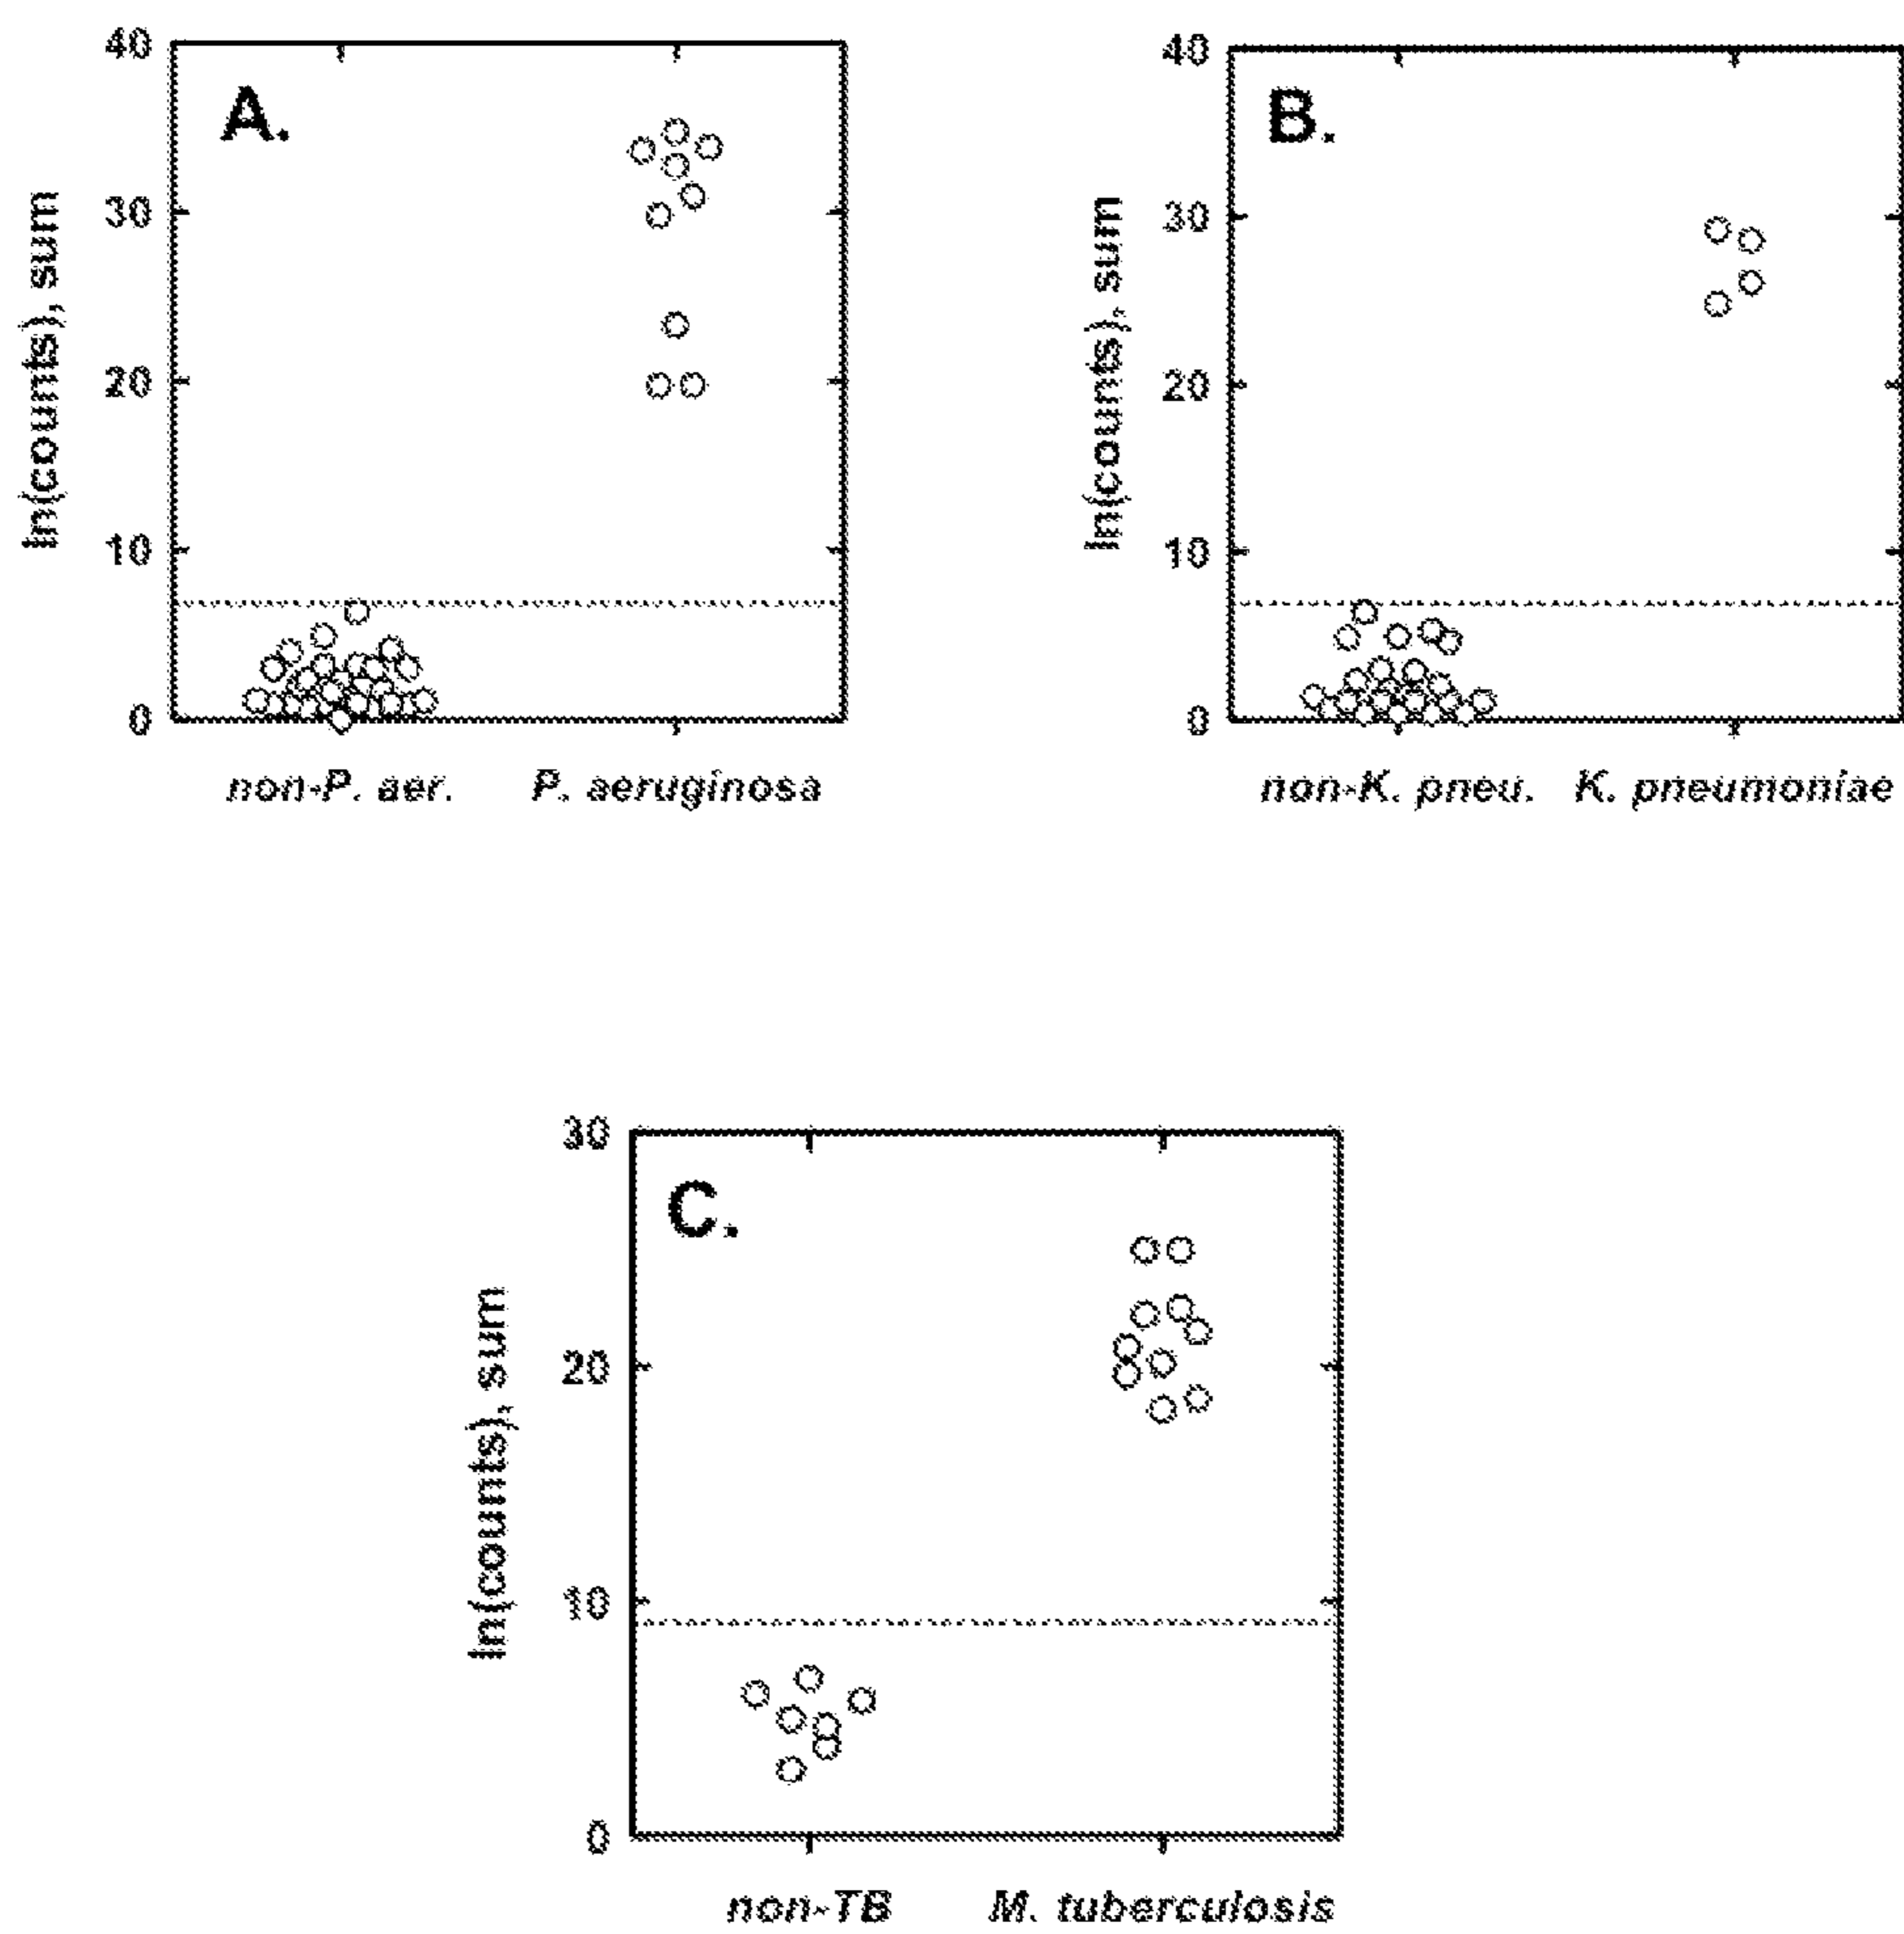 A.
ln(counts), sum
40
30
20
10
0
non-P. aer. P. aeruginosa
B.
ln(counts), sum
40
30
20
10
0
non-K. pneu. K. pneumoniae
C.
ln(counts), sum
30
20
10
0
non-TB M. tuberculosis